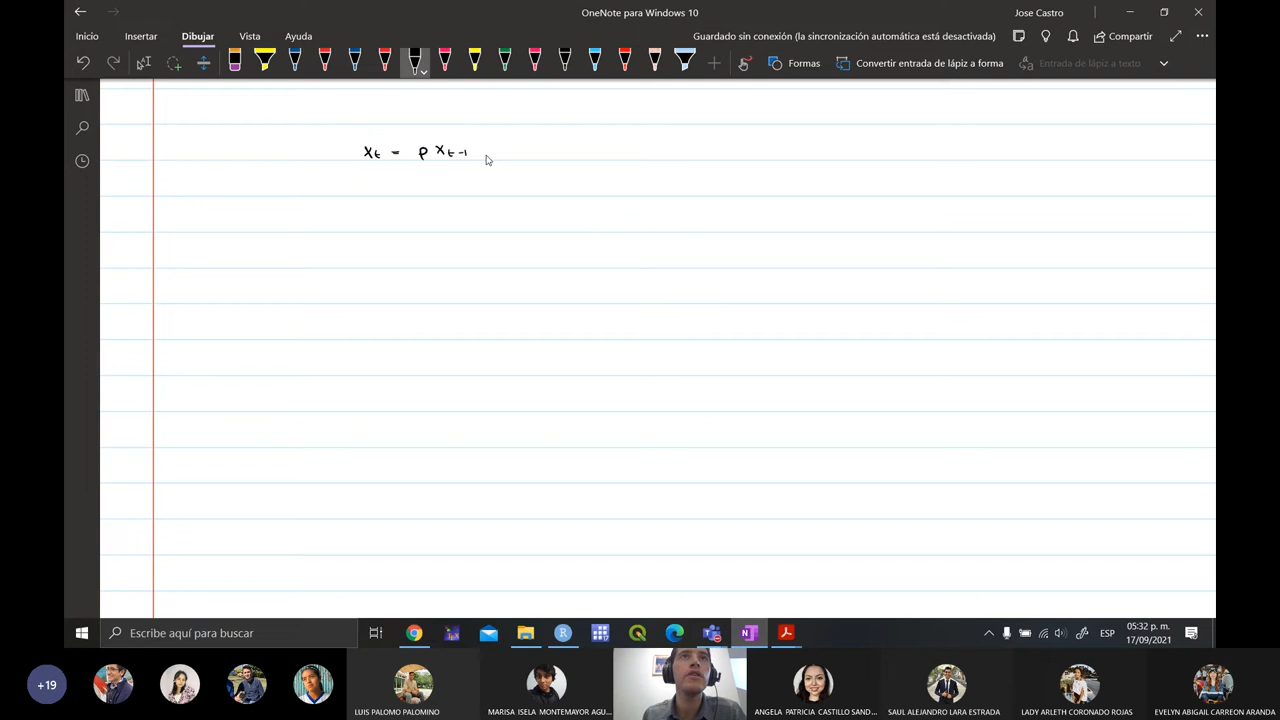 OneNote para Windows 10
Jose Castro
Inicio Insertar Dibujar Vista Ayuda
Guardado sin conexión (la sincronización automática está desactivada)
Compartir
Formas
Convertir entrada de lápiz a forma
Entrada de lápiz a texto
x_t = ρ x_{t-1}
Escribe aquí para buscar
ESP
05:32 p. m.
17/09/2021
+19
LUIS PALOMO PALOMINO
MARISA ISELA MONTEMAYOR AGU...
ANGELA PATRICIA CASTILLO SAND...
SAUL ALEJANDRO LARA ESTRADA
LADY ARLETH CORONADO ROJAS
EVELYN ABIGAIL CARREON ARANDA